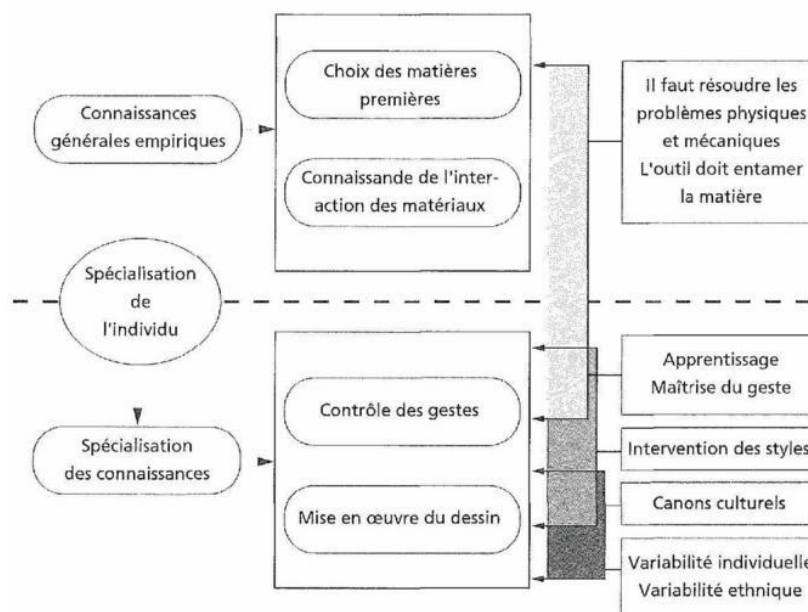 Choix des matières
premières
Connaissances
générales empiriques
Connaissande de l'inter-
action des matériaux
Il faut résoudre les
problèmes physiques
et mécaniques
L'outil doit entamer
la matière
Spécialisation
de
l'individu
Contrôle des gestes
Spécialisation
des connaissances
Mise en œuvre du dessin
Apprentissage
Maîtrise du geste
Intervention des styles
Canons culturels
Variabilité individuelle
Variabilité ethnique